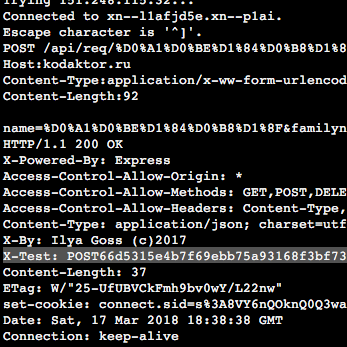 Trying 151.248.115.32...
Connected to xn--l1afjd5e.xn--p1ai.
Escape character is '^]'.
POST /api/req/%D0%A1%D0%BE%D1%84%D0%B8%D1%8
Host:kodaktor.ru
Content-Type:application/x-ww-form-urlencod
Content-Length:92
name=%D0%A1%D0%BE%D1%84%D0%B8%D1%8F&familyn
HTTP/1.1 200 OK
X-Powered-By: Express
Access-Control-Allow-Origin: *
Access-Control-Allow-Methods: GET,POST,DELE
Access-Control-Allow-Headers: Content-Type,
Content-Type: application/json; charset=utf
X-By: Ilya Goss (c)2017
X-Test: POST66d5315e4b7f69ebb75a93168f3bf73
Content-Length: 37
ETag: W/"25-UfUBVCkFmh9bv0wY/L22nw"
set-cookie: connect.sid=s%3A8VY6nQOknQ0Q3wa
Date: Sat, 17 Mar 2018 18:38:38 GMT
Connection: keep-alive